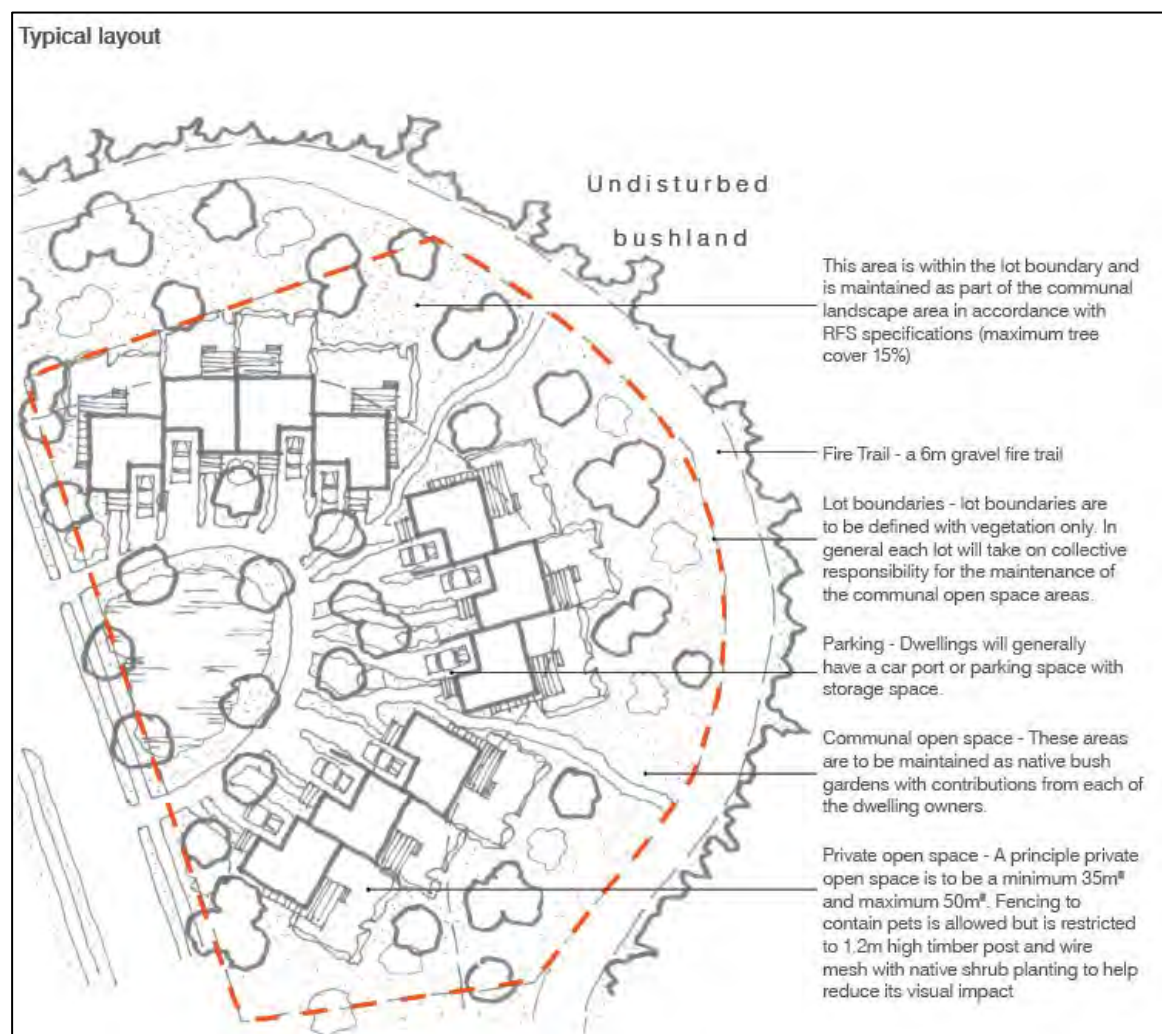 Typical layout
Undisturbed
bushland
This area is within the lot boundary and
is maintained as part of the communal
landscape area in accordance with
RFS specifications (maximum tree
cover 15%)
Fire Trail - a 6m gravel fire trail
Lot boundaries - lot boundaries are
to be defined with vegetation only. In
general each lot will take on collective
responsibility for the maintenance of
the communal open space areas.
Parking - Dwellings will generally
have a car port or parking space with
storage space.
Communal open space - These areas
are to be maintained as native bush
gardens with contributions from each of
the dwelling owners.
Private open space - A principle private
open space is to be a minimum 35m²
and maximum 50m². Fencing to
contain pets is allowed but is restricted
to 1.2m high timber post and wire
mesh with native shrub planting to help
reduce its visual impact